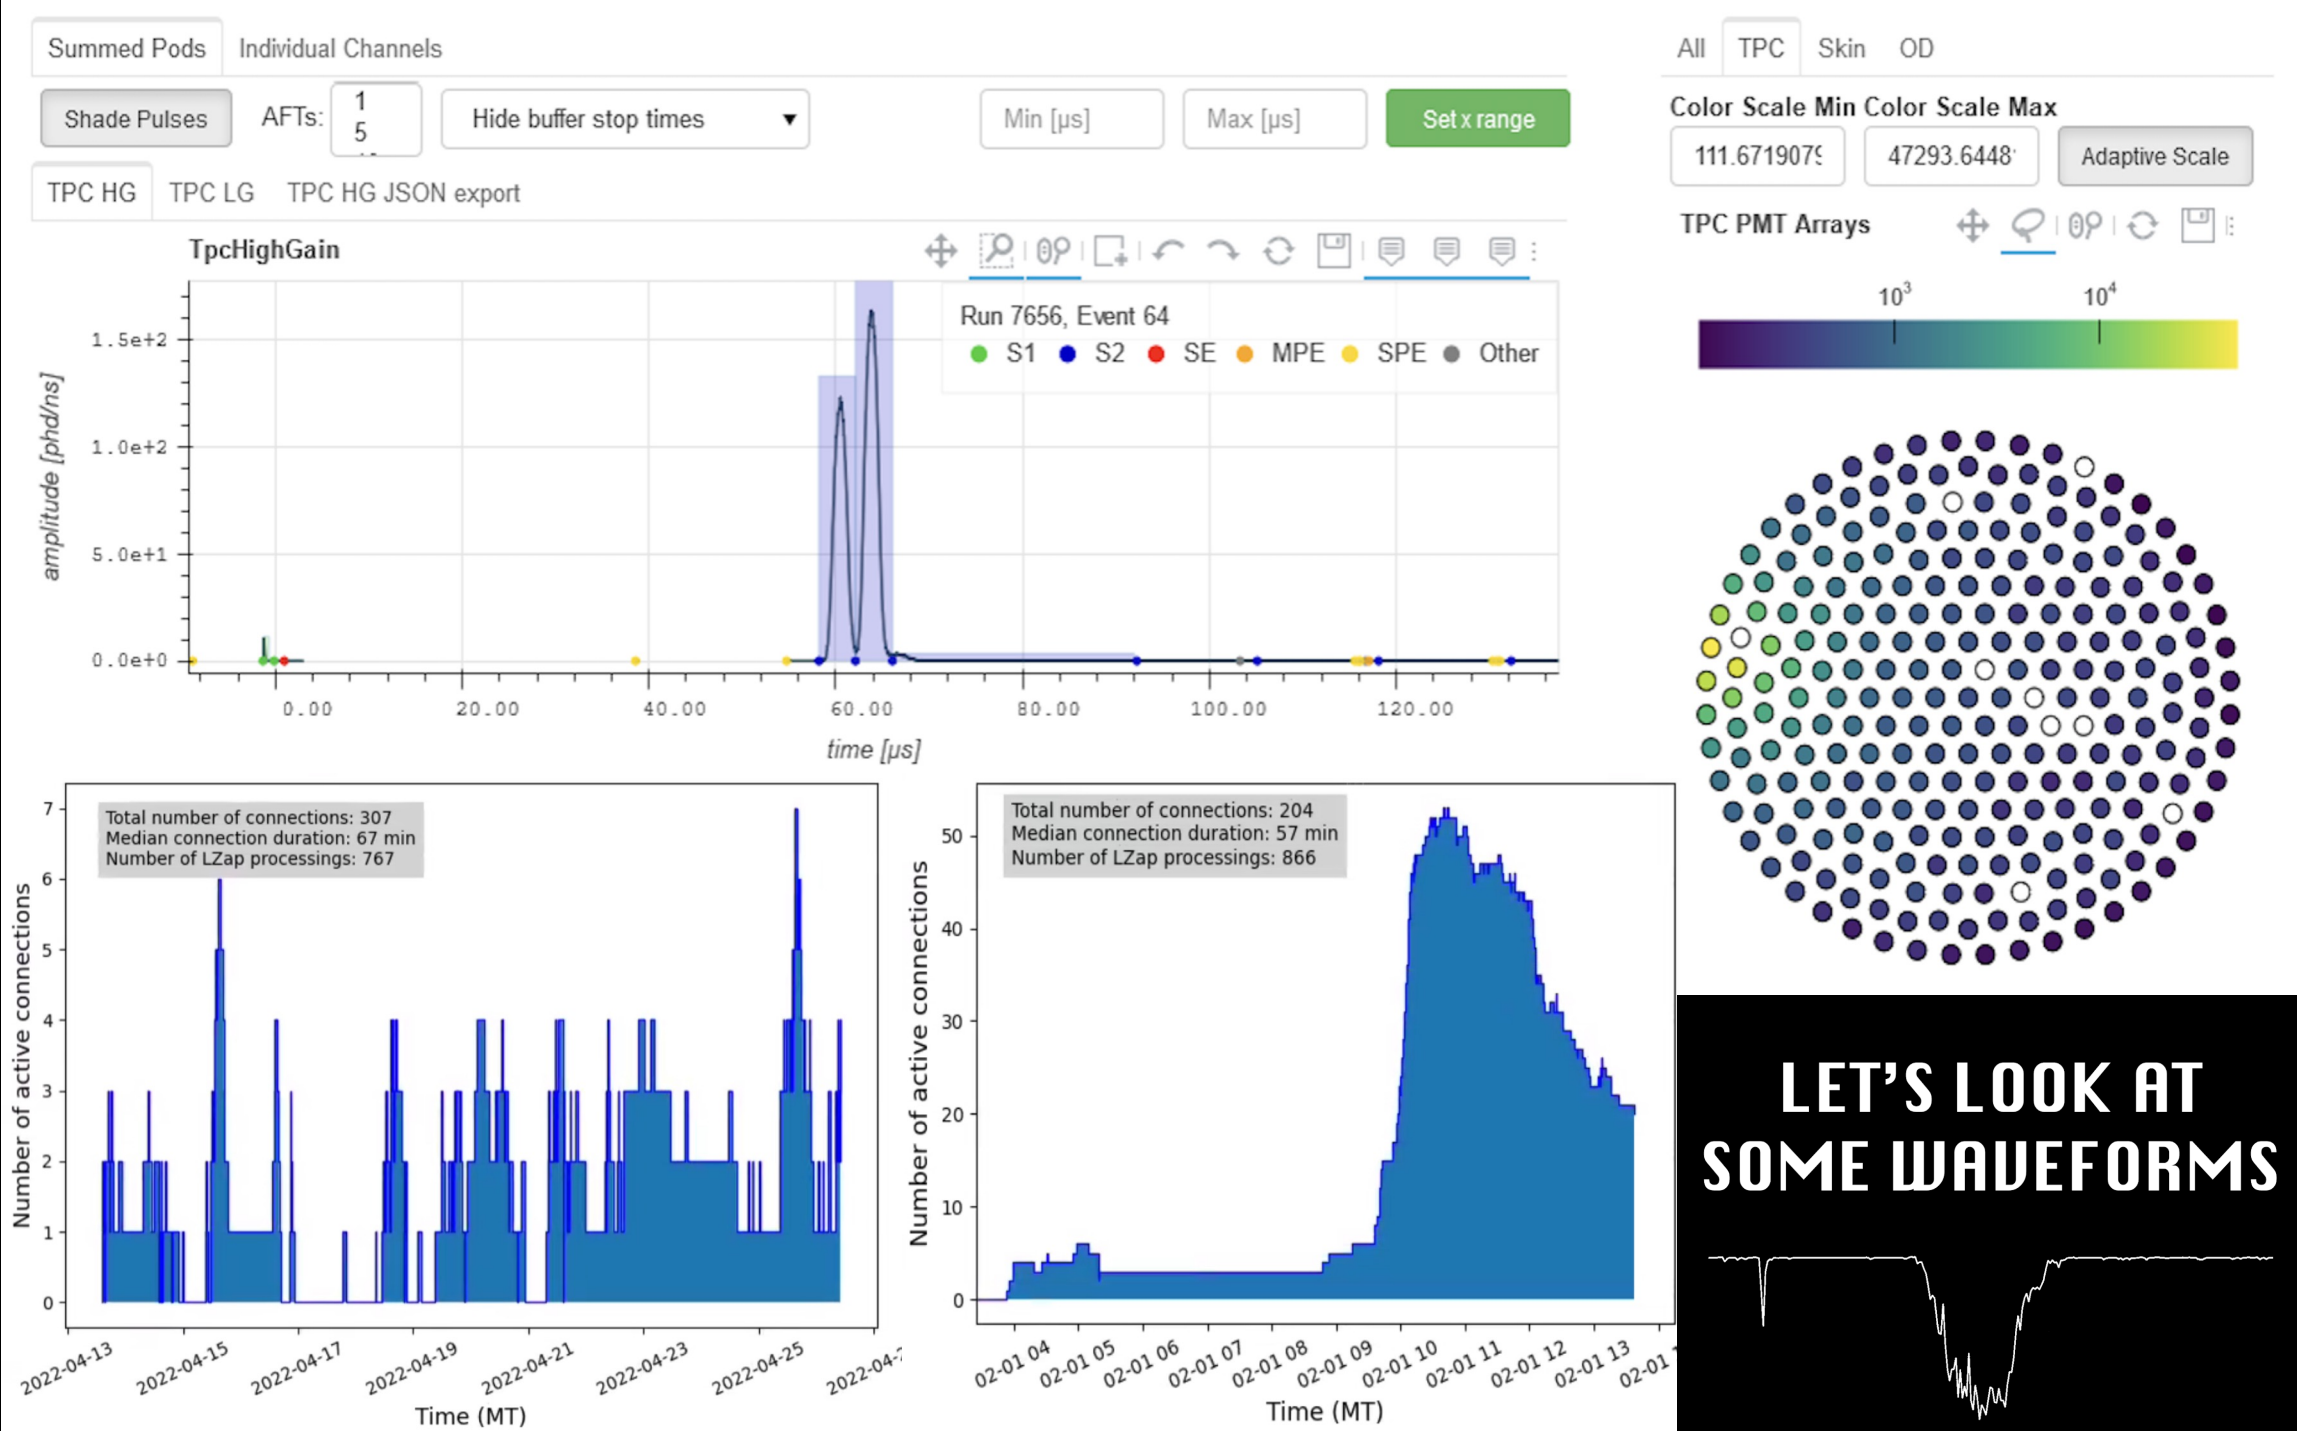 Summed Pods Individual Channels
Shade Pulses AFTs: 1 5 Hide buffer stop times Min [µs] Max [µs] Set x range
TPC HG TPC LG TPC HG JSON export
TpcHighGain
Run 7656, Event 64
S1 S2 SE MPE SPE Other
amplitude [phd/ns]
1.5e+2
1.0e+2
5.0e+1
0.0e+0
0.00 20.00 40.00 60.00 80.00 100.00 120.00
time [µs]
All TPC Skin OD
Color Scale Min Color Scale Max
111.6719079 47293.6448 Adaptive Scale
TPC PMT Arrays
10³ 10⁴
Total number of connections: 307
Median connection duration: 67 min
Number of LZap processings: 767
Number of active connections
7
6
5
4
3
2
1
0
2022-04-13 2022-04-15 2022-04-17 2022-04-19 2022-04-21 2022-04-23 2022-04-25
Time (MT)
Total number of connections: 204
Median connection duration: 57 min
Number of LZap processings: 866
Number of active connections
50
40
30
20
10
0
02-01 04 02-01 05 02-01 06 02-01 07 02-01 08 02-01 09 02-01 10 02-01 11 02-01 12 02-01 13
Time (MT)
LET'S LOOK AT
SOME WAVEFORMS